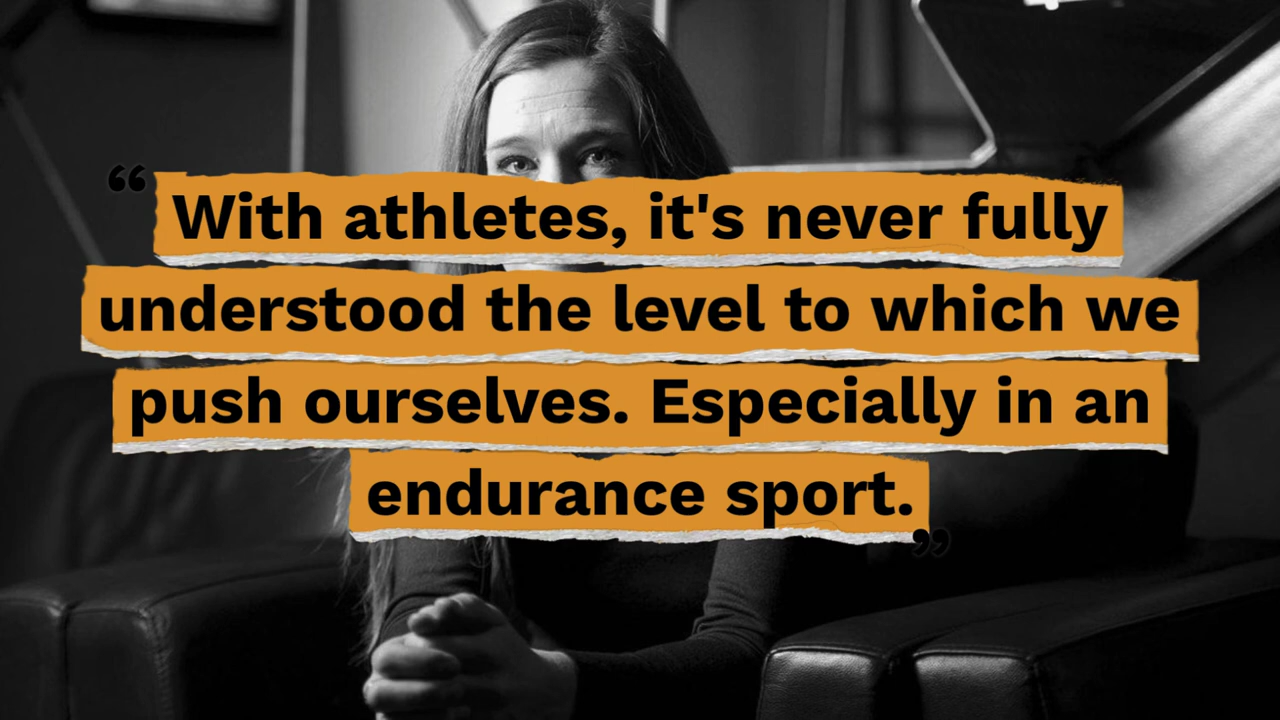 “With athletes, it's never fully
understood the level to which we
push ourselves. Especially in an
endurance sport.”